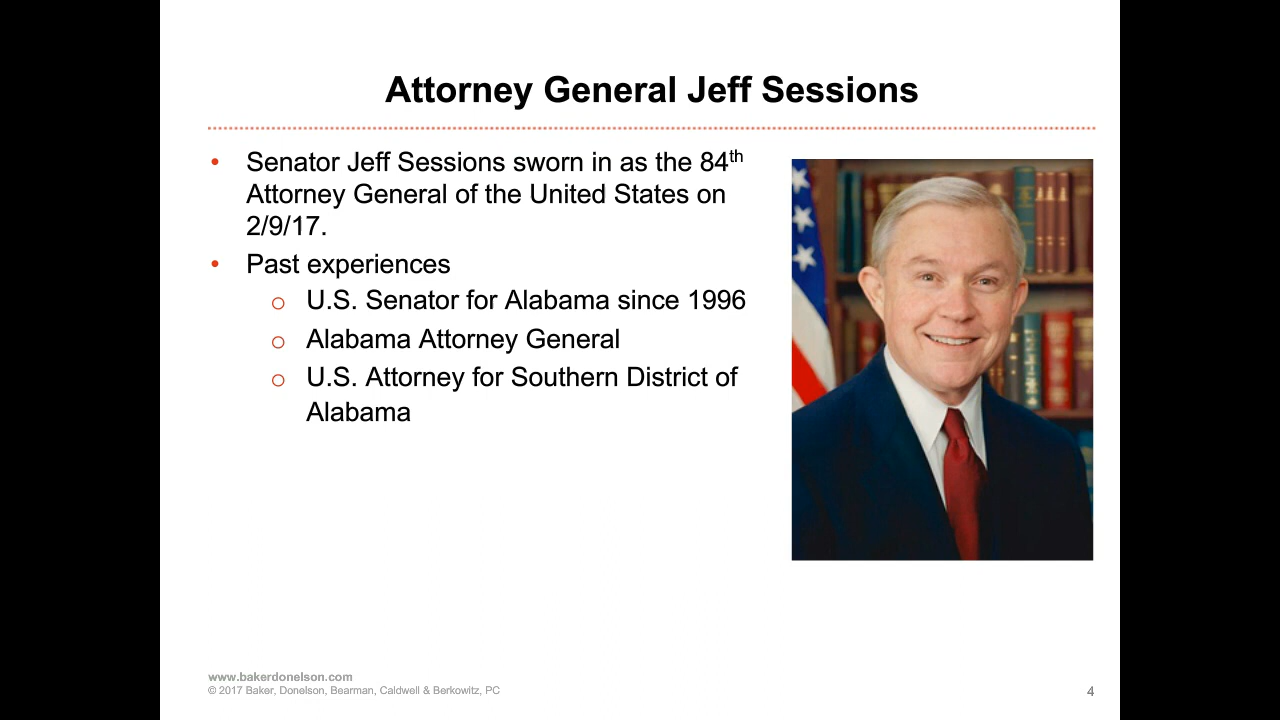 Attorney General Jeff Sessions
• Senator Jeff Sessions sworn in as the 84th
Attorney General of the United States on
2/9/17.
• Past experiences
o U.S. Senator for Alabama since 1996
o Alabama Attorney General
o U.S. Attorney for Southern District of
Alabama
www.bakerdonelson.com
© 2017 Baker, Donelson, Bearman, Caldwell & Berkowitz, PC
4